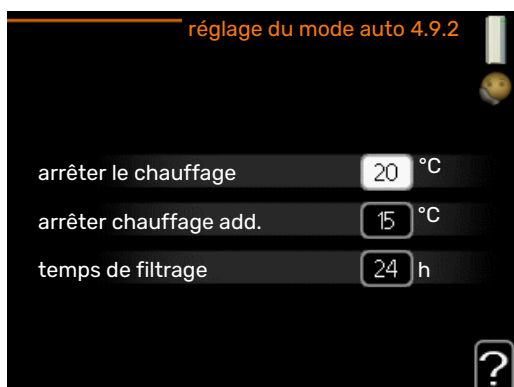 réglage du mode auto 4.9.2
arrêter le chauffage 20 °C
arrêter chauffage add. 15 °C
temps de filtrage 24 h
?